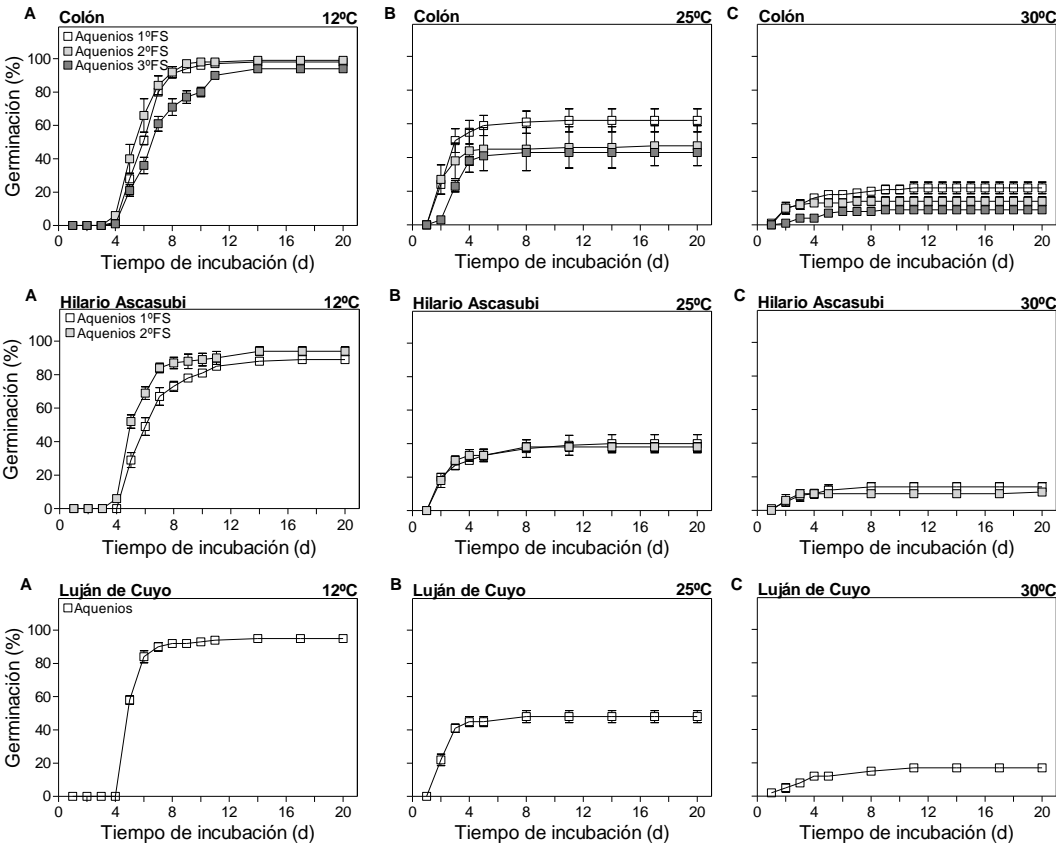 A Colón 12ºC
Aquenios 1ºFS
Aquenios 2ºFS
Aquenios 3ºFS
Germinación (%)
100
80
60
40
20
0
0 4 8 12 16 20
Tiempo de incubación (d)
B Colón 25ºC
0 4 8 12 16 20
Tiempo de incubación (d)
C Colón 30ºC
0 4 8 12 16 20
Tiempo de incubación (d)
A Hilario Ascasubi 12ºC
Aquenios 1ºFS
Aquenios 2ºFS
Germinación (%)
100
80
60
40
20
0
0 4 8 12 16 20
Tiempo de incubación (d)
B Hilario Ascasubi 25ºC
0 4 8 12 16 20
Tiempo de incubación (d)
C Hilario Ascasubi 30ºC
0 4 8 12 16 20
Tiempo de incubación (d)
A Luján de Cuyo 12ºC
Aquenios
Germinación (%)
100
80
60
40
20
0
0 4 8 12 16 20
Tiempo de incubación (d)
B Luján de Cuyo 25ºC
0 4 8 12 16 20
Tiempo de incubación (d)
C Luján de Cuyo 30ºC
0 4 8 12 16 20
Tiempo de incubación (d)